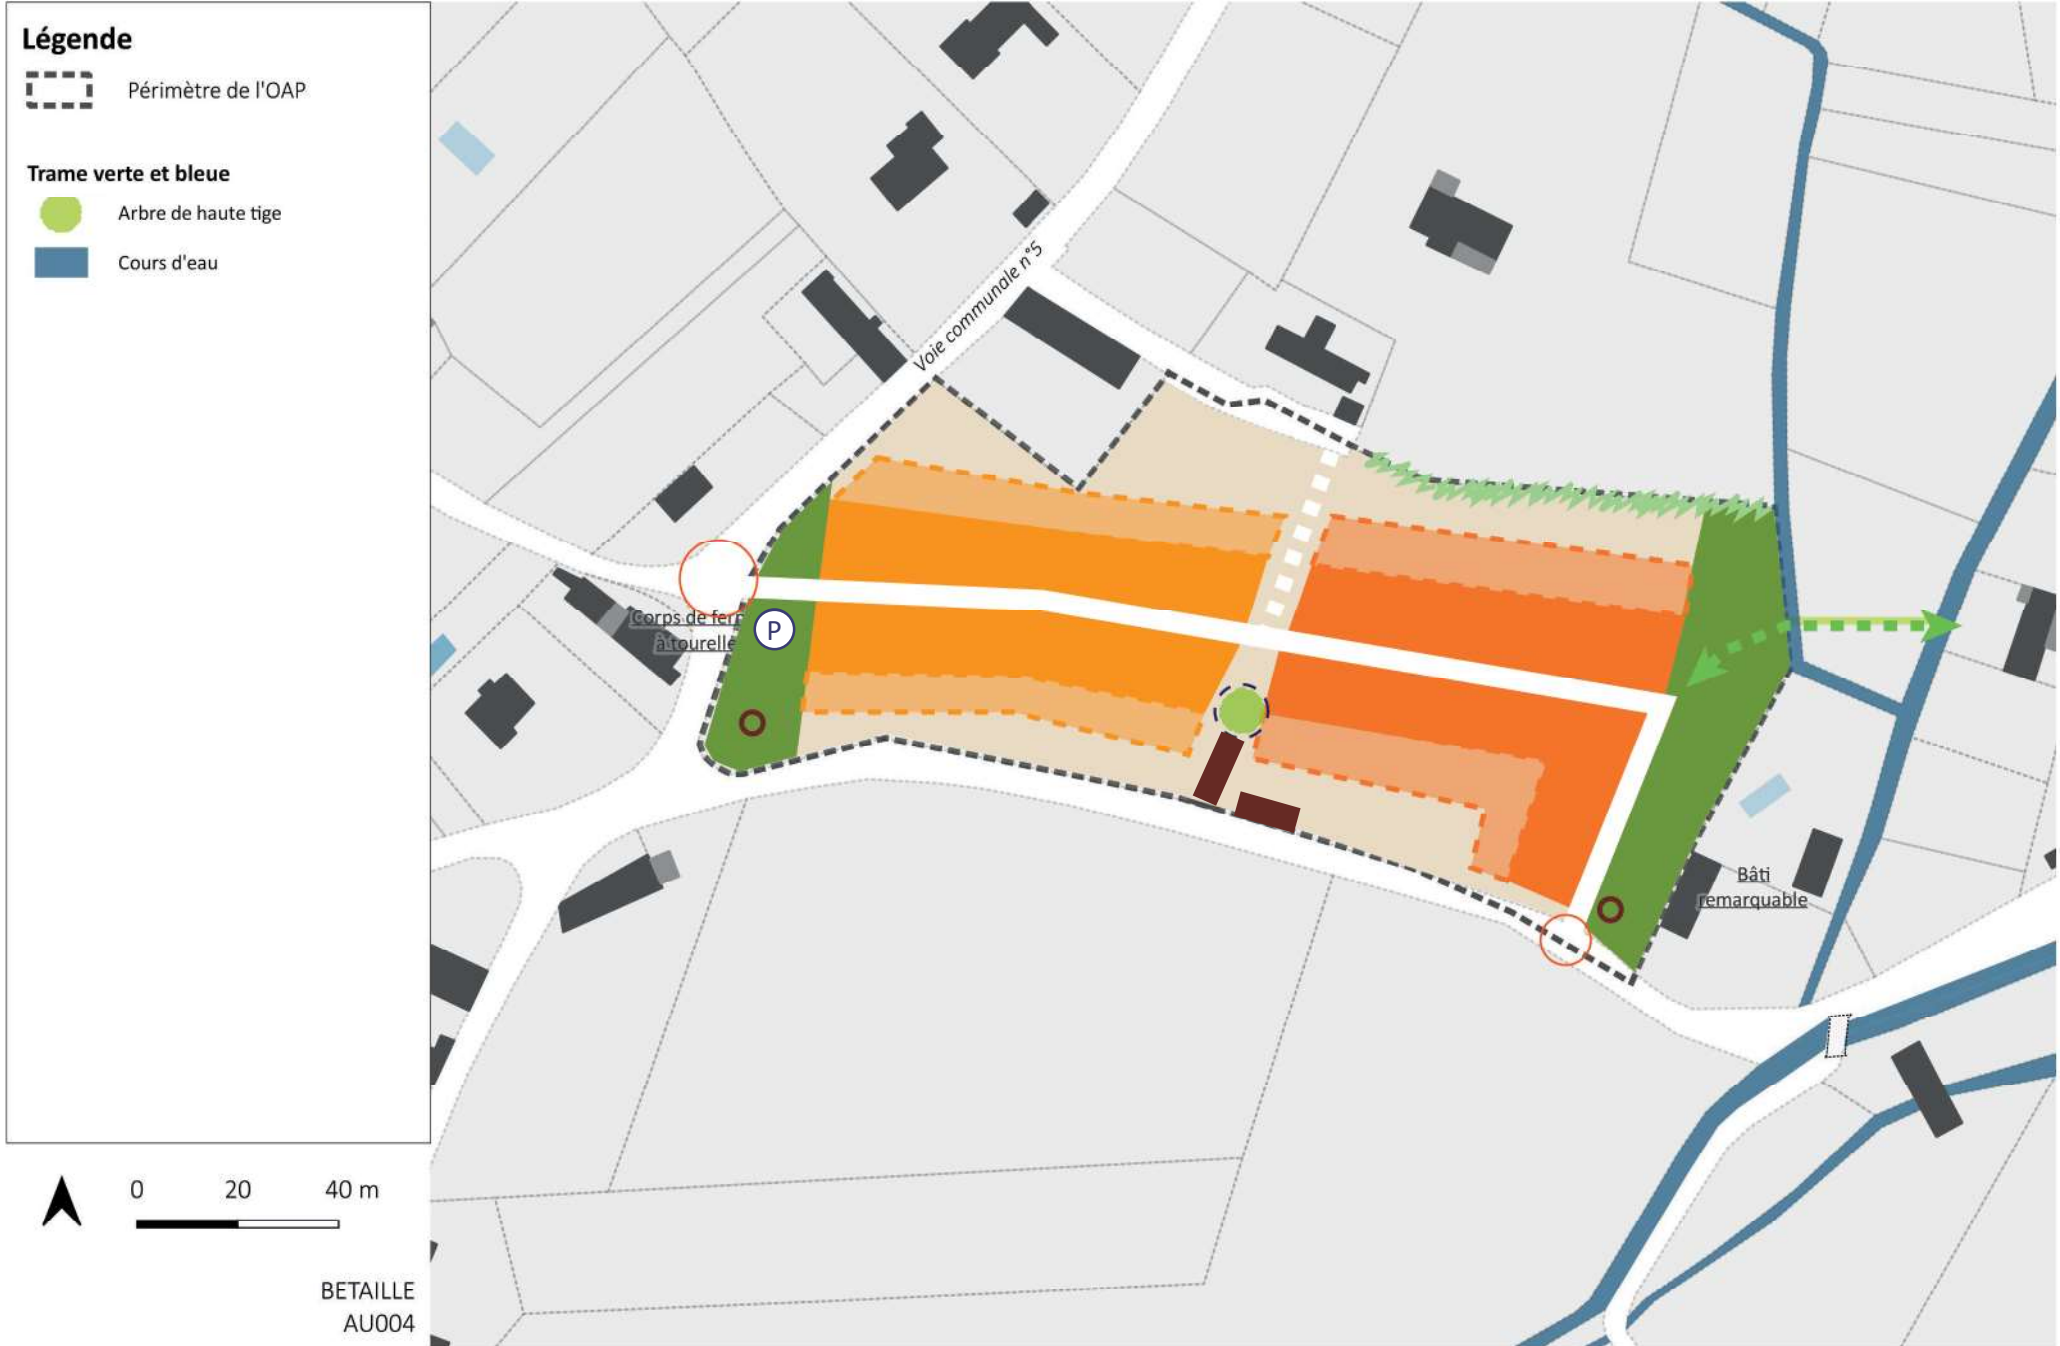 Légende
Périmètre de l'OAP
Trame verte et bleue
Arbre de haute tige
Cours d'eau
Voie communale n°5
Corps de fer
à tourelle
P
Bâti
remarquable
0 20 40 m
BETAILLE
AU004